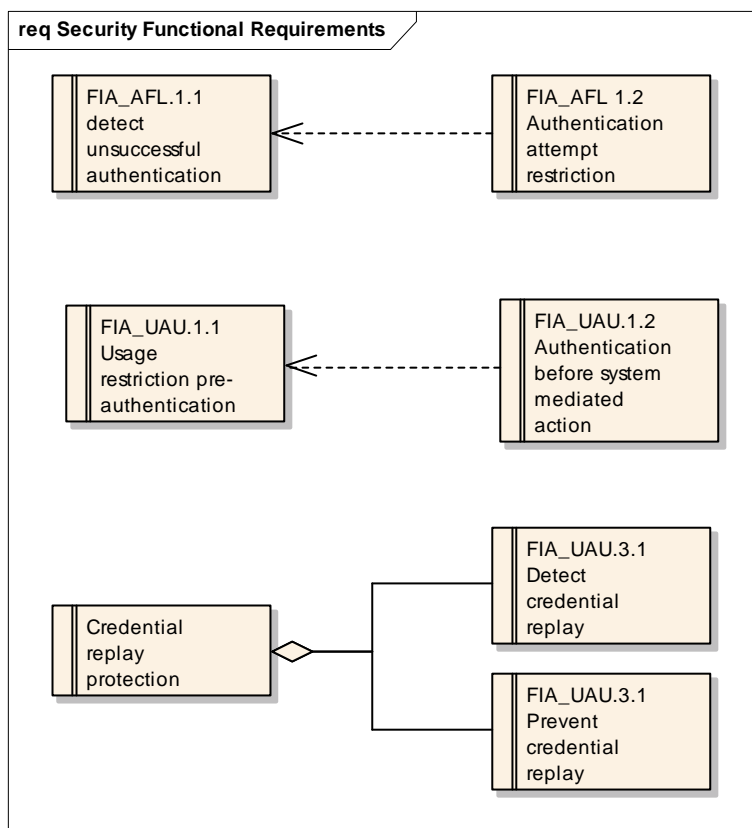 req Security Functional Requirements
FIA_AFL.1.1
detect
unsuccessful
authentication
FIA_AFL 1.2
Authentication
attempt
restriction
FIA_UAU.1.1
Usage
restriction pre-
authentication
FIA_UAU.1.2
Authentication
before system
mediated
action
Credential
replay
protection
FIA_UAU.3.1
Detect
credential
replay
FIA_UAU.3.1
Prevent
credential
replay